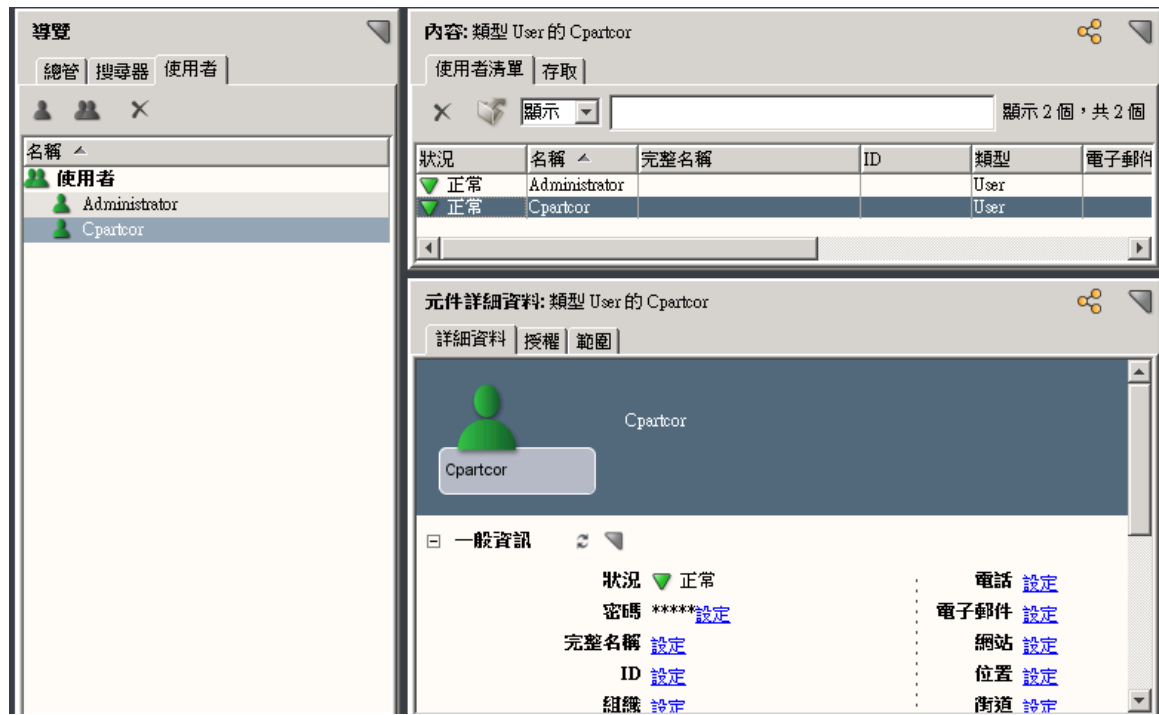 導覽
總管 搜尋器 使用者
名稱
使用者
Administrator
Cpartcor
內容: 類型 User 的 Cpartcor
使用者清單 存取
顯示 顯示 2 個，共 2 個
狀況 名稱 完整名稱 ID 類型 電子郵件
正常 Administrator User
正常 Cpartcor User
元件詳細資料: 類型 User 的 Cpartcor
詳細資料 授權 範圍
Cpartcor
Cpartcor
一般資訊
狀況 正常 電話 設定
密碼 *****設定 電子郵件 設定
完整名稱 設定 網站 設定
ID 設定 位置 設定
組織 設定 街道 設定